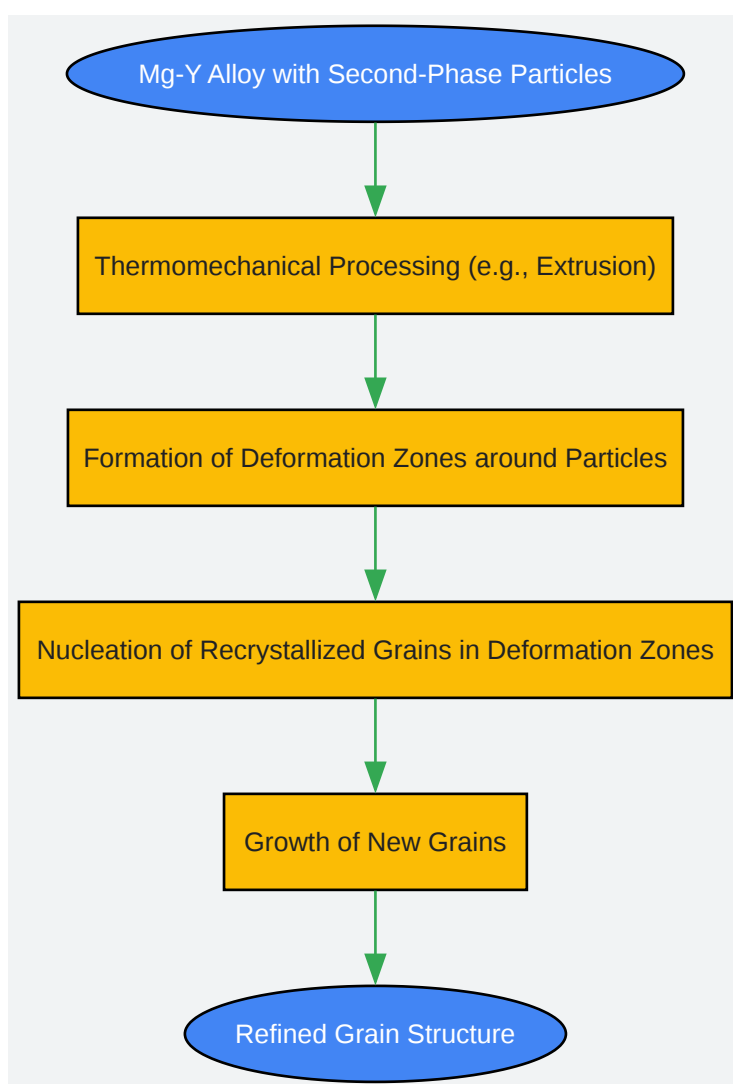 Mg-Y Alloy with Second-Phase Particles
Thermomechanical Processing (e.g., Extrusion)
Formation of Deformation Zones around Particles
Nucleation of Recrystallized Grains in Deformation Zones
Growth of New Grains
Refined Grain Structure